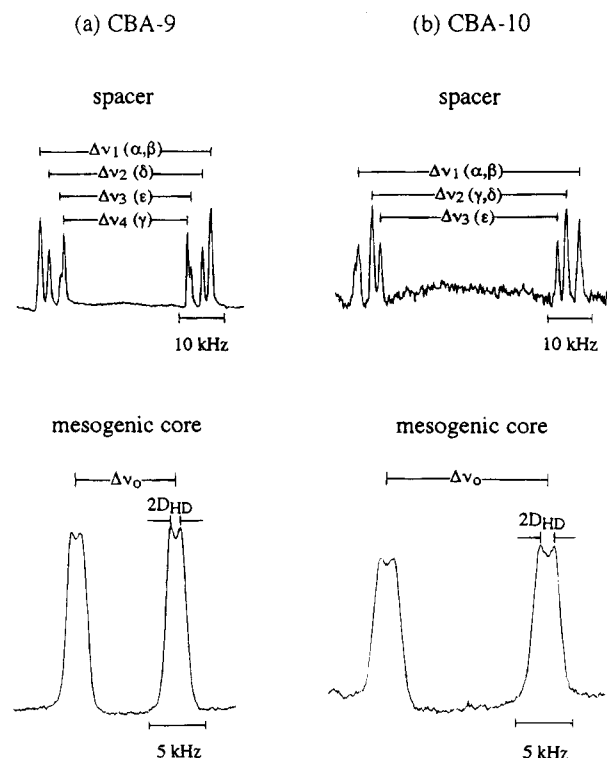 (a) CBA-9
(b) CBA-10
spacer
spacer
Δν1 (α,β)
Δν2 (δ)
Δν3 (ε)
Δν4 (γ)
Δν1 (α,β)
Δν2 (γ,δ)
Δν3 (ε)
10 kHz
10 kHz
mesogenic core
mesogenic core
Δνo
2DHD
Δνo
2DHD
5 kHz
5 kHz